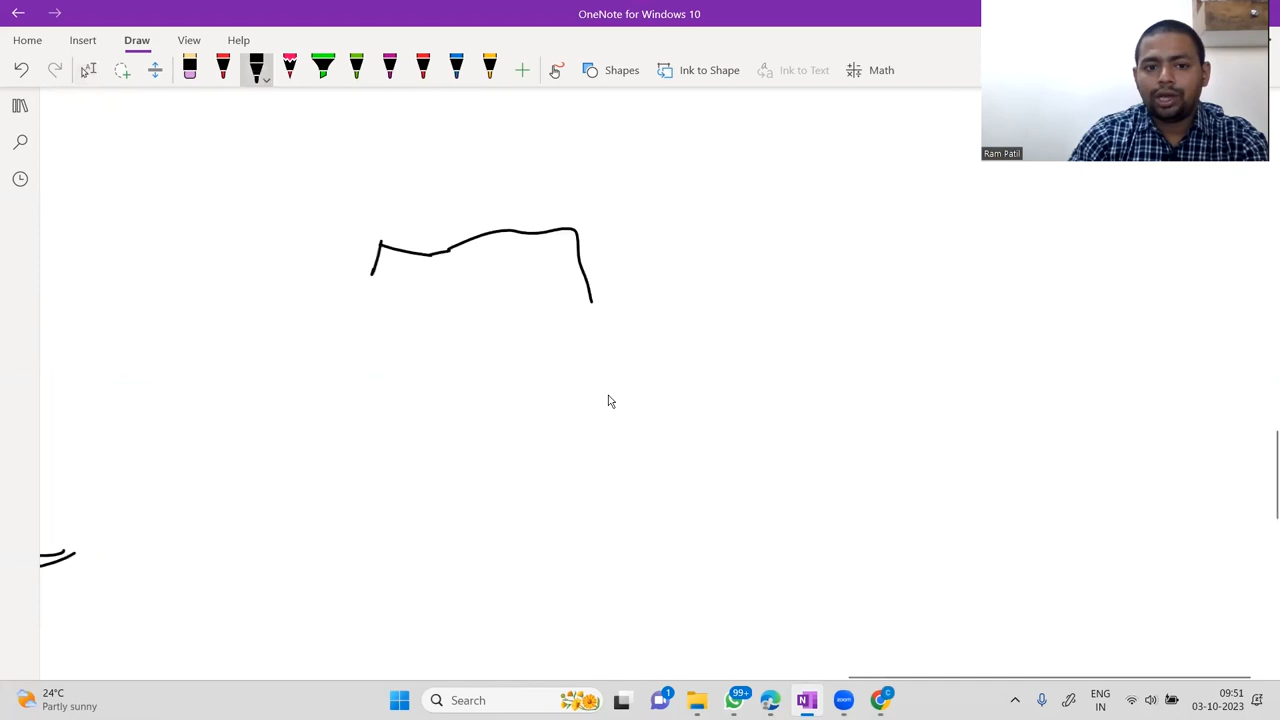 OneNote for Windows 10
Home Insert Draw View Help
Shapes Ink to Shape Ink to Text Math
Ram Patil
24°C
Partly sunny
Search
1
99+
N
C
ENG
IN
09:51
03-10-2023